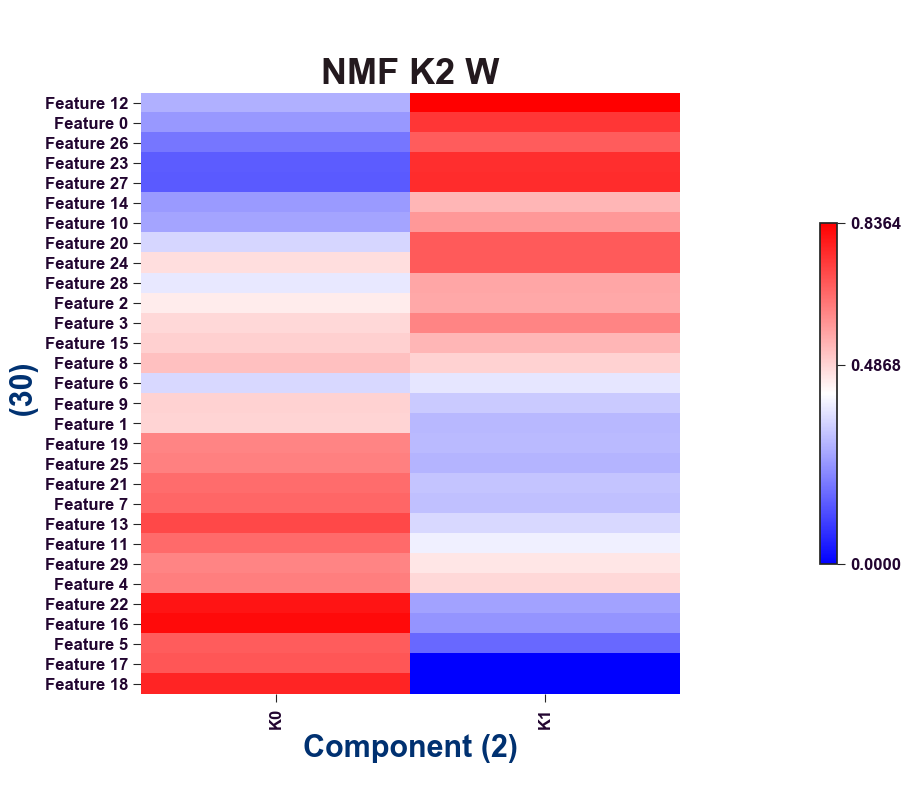 NMF K2 W
Feature 12
Feature 0
Feature 26
Feature 23
Feature 27
Feature 14
Feature 10
Feature 20
Feature 24
Feature 28
Feature 2
Feature 3
Feature 15
Feature 8
Feature 6
Feature 9
Feature 1
Feature 19
Feature 25
Feature 21
Feature 7
Feature 13
Feature 11
Feature 29
Feature 4
Feature 22
Feature 16
Feature 5
Feature 17
Feature 18
(30)
K0
K1
Component (2)
0.8364
0.4868
0.0000